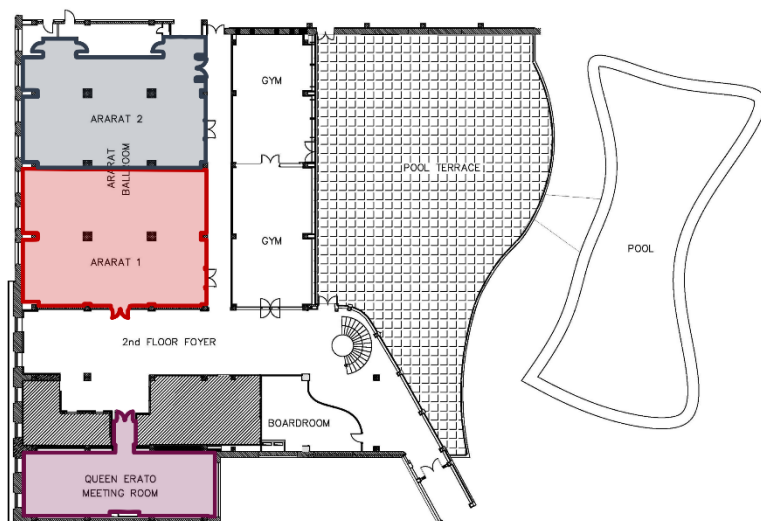 GYM
ARARAT 2
ARARAT
BALLROOM
POOL TERRACE
GYM
POOL
ARARAT 1
2nd FLOOR FOYER
BOARDROOM
QUEEN ERATO
MEETING ROOM